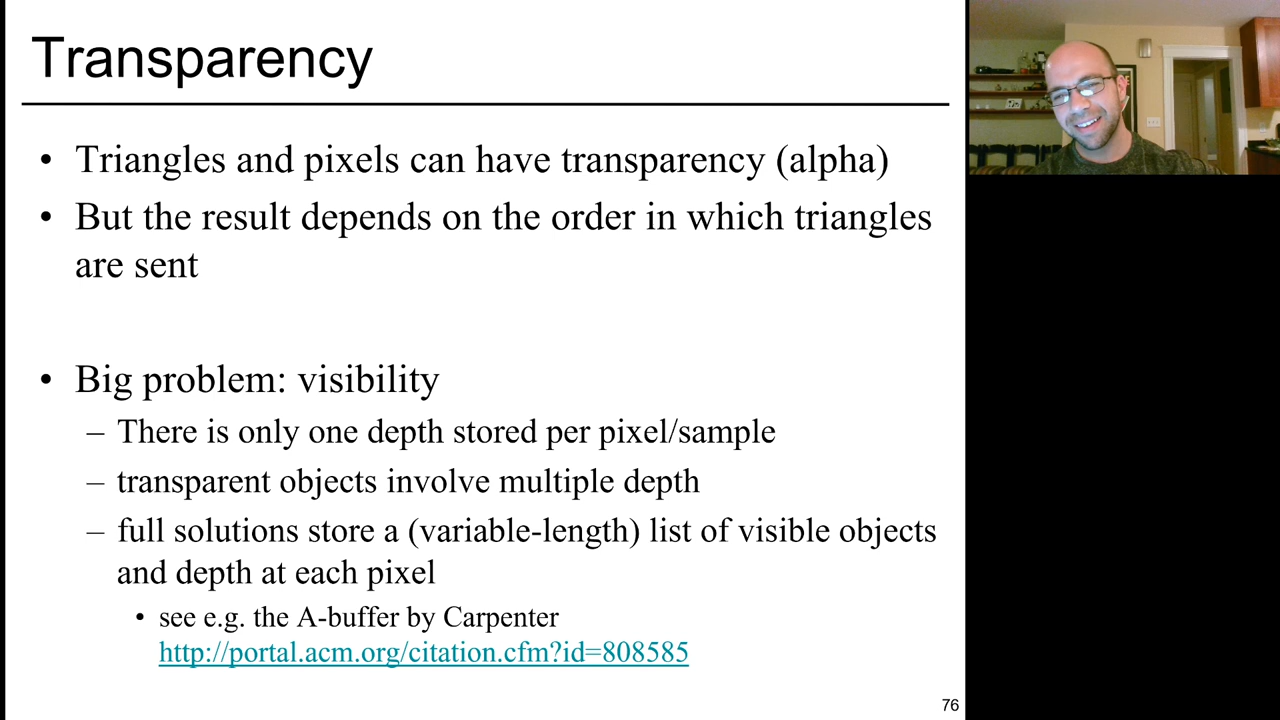 Transparency
• Triangles and pixels can have transparency (alpha)
• But the result depends on the order in which triangles
are sent
• Big problem: visibility
– There is only one depth stored per pixel/sample
– transparent objects involve multiple depth
– full solutions store a (variable-length) list of visible objects
and depth at each pixel
• see e.g. the A-buffer by Carpenter
http://portal.acm.org/citation.cfm?id=808585
76